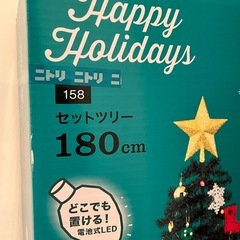 Happy
Holidays
ニトリ ニトリ ニ
158
セットツリー
180cm
どこでも
置ける!
電池式LED